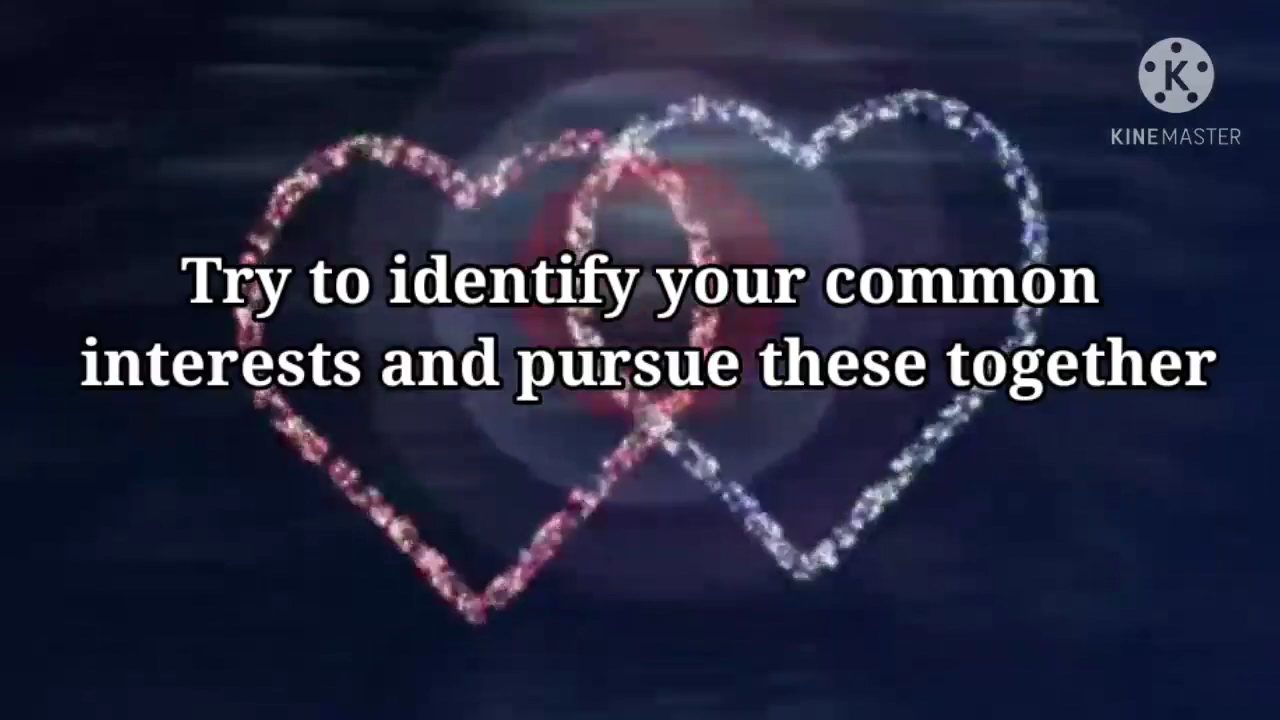 K
KINEMASTER
Try to identify your common
interests and pursue these together